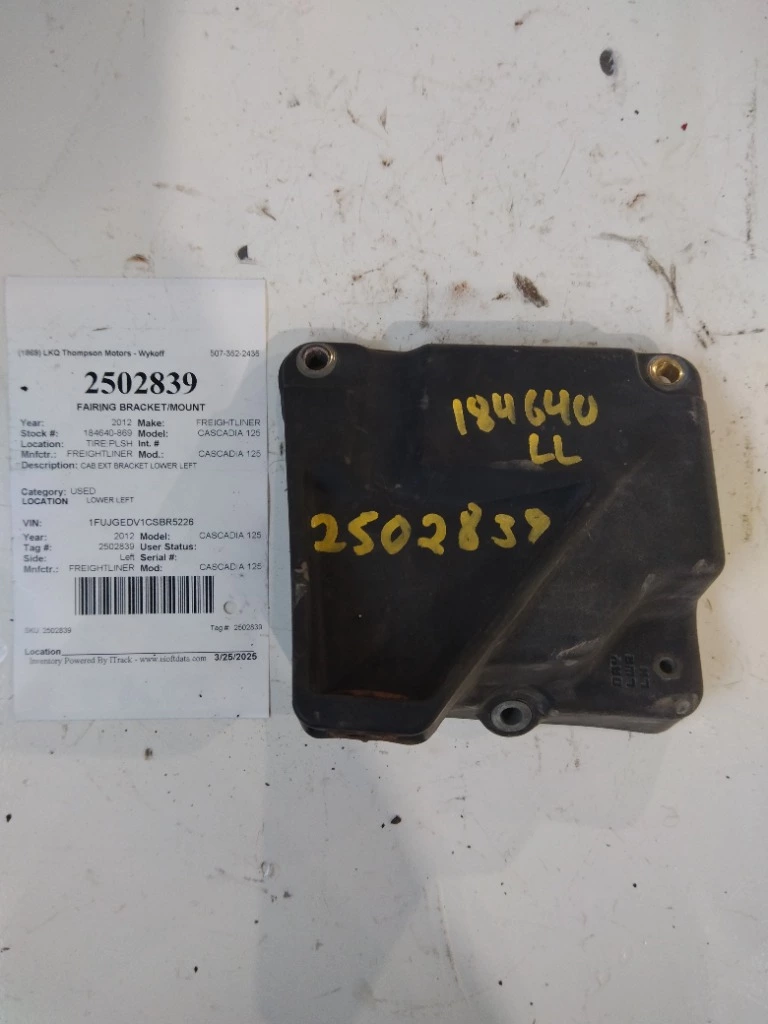 (1869) LKQ Thompson Motors - Wykoff 507-352-2438
2502839
FAIRING BRACKET/MOUNT
Year: 2012 Make: FREIGHTLINER
Stock #: 184640-869 Model: CASCADIA 125
Location: TIRE PLSH Int. #
Mnfctr.: FREIGHTLINER Mod.: CASCADIA 125
Description: CAB EXT BRACKET LOWER LEFT
Category: USED
LOCATION LOWER LEFT
VIN: 1FUJGEDV1CSBR5226
Year: 2012 Model: CASCADIA 125
Tag #: 2502839 User Status:
Side: Left Serial #:
Mnfctr.: FREIGHTLINER Mod: CASCADIA 125
SKU: 2502839 Tag#: 2502839
Location
Inventory Powered By ITrack - www.isoftdata.com 3/25/2025
184640
LL
2502839